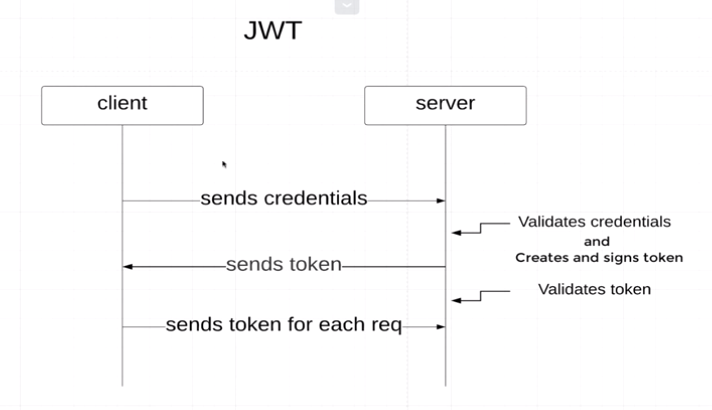 JWT
client
server
sends credentials
Validates credentials
and
Creates and signs token
sends token
Validates token
sends token for each req